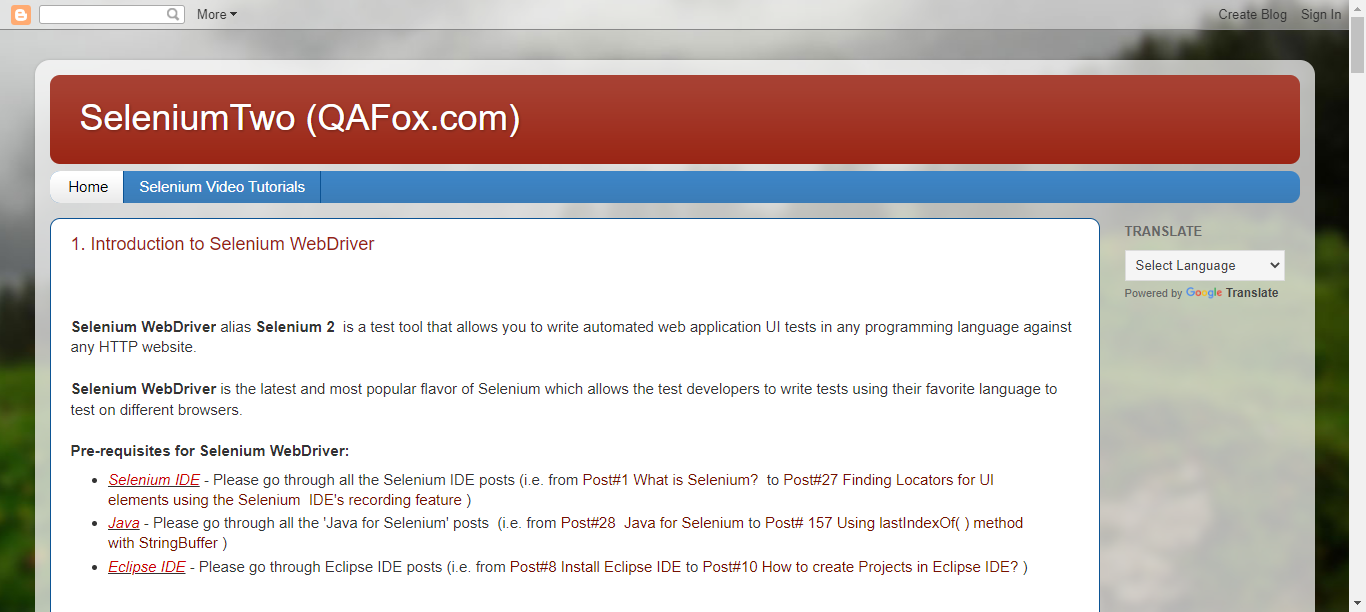 More
Create Blog
Sign In
SeleniumTwo (QAFox.com)
Home
Selenium Video Tutorials
1. Introduction to Selenium WebDriver
Selenium WebDriver alias Selenium 2  is a test tool that allows you to write automated web application UI tests in any programming language against
any HTTP website.
Selenium WebDriver is the latest and most popular flavor of Selenium which allows the test developers to write tests using their favorite language to
test on different browsers.
Pre-requisites for Selenium WebDriver:
Selenium IDE - Please go through all the Selenium IDE posts (i.e. from Post#1 What is Selenium?  to Post#27 Finding Locators for UI
elements using the Selenium  IDE's recording feature )
Java - Please go through all the 'Java for Selenium' posts  (i.e. from Post#28  Java for Selenium to Post# 157 Using lastIndexOf( ) method
with StringBuffer )
Eclipse IDE - Please go through Eclipse IDE posts (i.e. from Post#8 Install Eclipse IDE to Post#10 How to create Projects in Eclipse IDE? )
TRANSLATE
Select Language
Powered by Google Translate